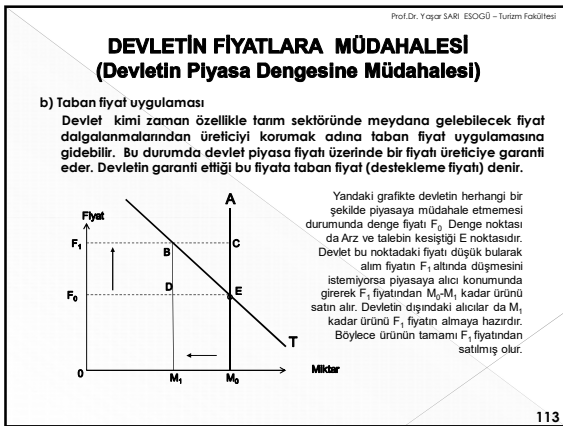 Prof.Dr. Yaşar SARI ESOGÜ – Turizm Fakültesi
DEVLETİN FİYATLARA MÜDAHALESİ
(Devletin Piyasa Dengesine Müdahalesi)
b) Taban fiyat uygulaması
Devlet kimi zaman özellikle tarım sektöründe meydana gelebilecek fiyat
dalgalanmalarından üreticiyi korumak adına taban fiyat uygulamasına
gidebilir. Bu durumda devlet piyasa fiyatı üzerinde bir fiyatı üreticiye garanti
eder. Devletin garanti ettiği bu fiyata taban fiyat (destekleme fiyatı) denir.
Yandaki grafikte devletin herhangi bir
şekilde piyasaya müdahale etmemesi
durumunda denge fiyatı F₀ Denge noktası
da Arz ve talebin kesiştiği E noktasıdır.
Devlet bu noktadaki fiyatı düşük bularak
alım fiyatın F₁ altında düşmesini
istemiyorsa piyasaya alıcı konumunda
girerek F₁ fiyatından M₀-M₁ kadar ürünü
satın alır. Devletin dışındaki alıcılar da M₁
kadar ürünü F₁ fiyatın almaya hazırdır.
Böylece ürünün tamamı F₁ fiyatından
satılmış olur.
A
Fiyat
F₁
B
C
D
E
F₀
T
0
M₁
M₀
Miktar
113